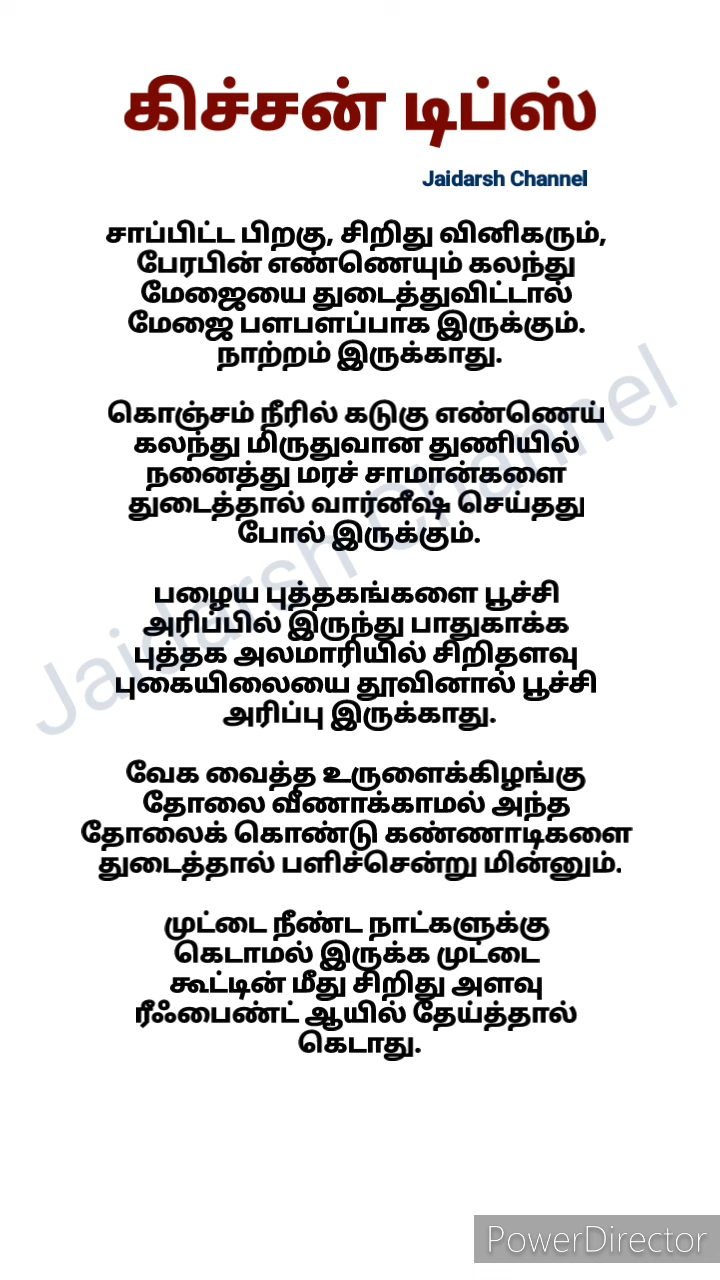 கிச்சன் டிப்ஸ்
Jaidarsh Channel
சாப்பிட்ட பிறகு, சிறிது வினிகரும்,
பேரபின் எண்ணெயும் கலந்து
மேஜையை துடைத்துவிட்டால்
மேஜை பளபளப்பாக இருக்கும்.
நாற்றம் இருக்காது.
கொஞ்சம் நீரில் கடுகு எண்ணெய்
கலந்து மிருதுவான துணியில்
நனைத்து மரச் சாமான்களை
துடைத்தால் வார்னீஷ் செய்தது
போல் இருக்கும்.
பழைய புத்தகங்களை பூச்சி
அரிப்பில் இருந்து பாதுகாக்க
புத்தக அலமாரியில் சிறிதளவு
புகையிலையை தூவினால் பூச்சி
அரிப்பு இருக்காது.
வேக வைத்த உருளைக்கிழங்கு
தோலை வீணாக்காமல் அந்த
தோலைக் கொண்டு கண்ணாடிகளை
துடைத்தால் பளிச்சென்று மின்னும்.
முட்டை நீண்ட நாட்களுக்கு
கெடாமல் இருக்க முட்டை
கூட்டின் மீது சிறிது அளவு
ரீஃபைண்ட் ஆயில் தேய்த்தால்
கெடாது.
Jaidarsh Channel
PowerDirector